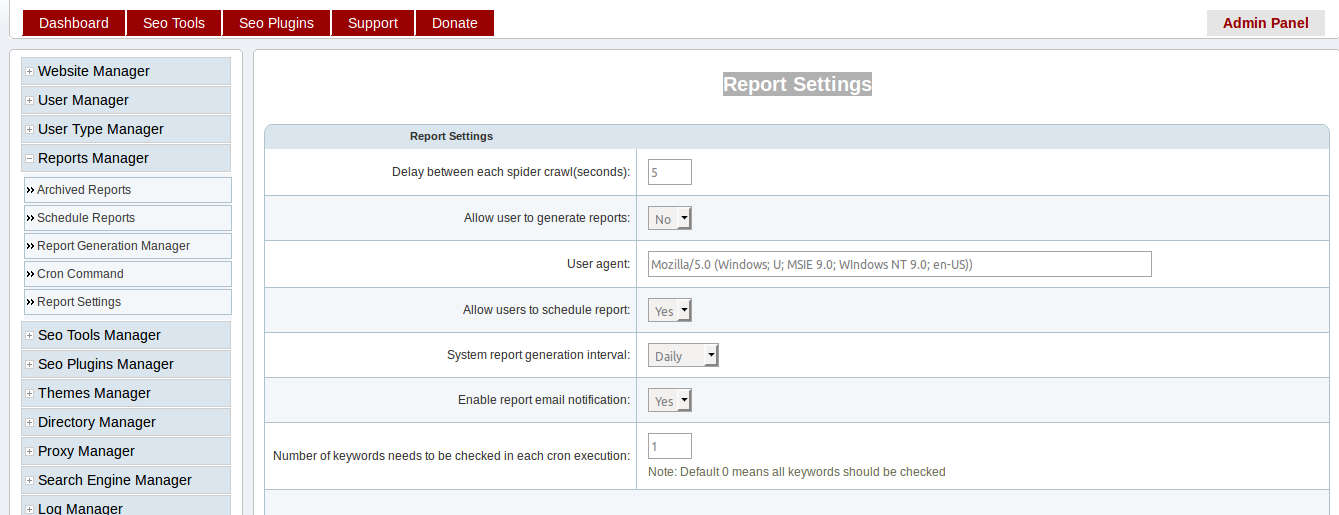 Dashboard Seo Tools Seo Plugins Support Donate Admin Panel
Website Manager
User Manager
User Type Manager
Reports Manager
Archived Reports
Schedule Reports
Report Generation Manager
Cron Command
Report Settings
Seo Tools Manager
Seo Plugins Manager
Themes Manager
Directory Manager
Proxy Manager
Search Engine Manager
Log Manager
Report Settings
Report Settings
Delay between each spider crawl(seconds): 5
Allow user to generate reports: No
User agent: Mozilla/5.0 (Windows; U; MSIE 9.0; WIndows NT 9.0; en-US))
Allow users to schedule report: Yes
System report generation interval: Daily
Enable report email notification: Yes
Number of keywords needs to be checked in each cron execution: 1
Note: Default 0 means all keywords should be checked